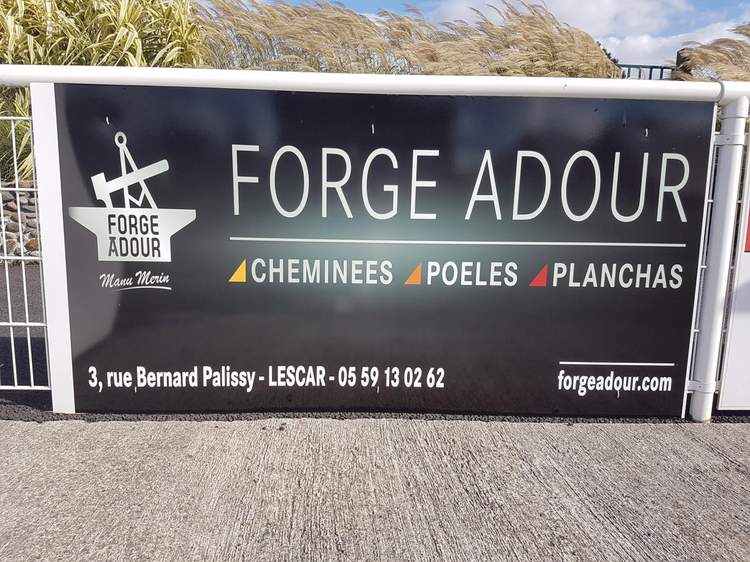 FORGE ADOUR
FORGE
ADOUR
Manu Merin
CHEMINEES POELES PLANCHAS
3, rue Bernard Palissy - LESCAR - 05 59 13 02 62
forgeadour.com